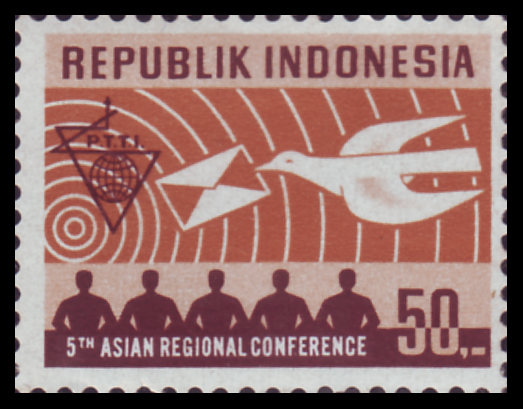 REPUBLIK INDONESIA
P.T.T.I.
5TH ASIAN REGIONAL CONFERENCE
50,-